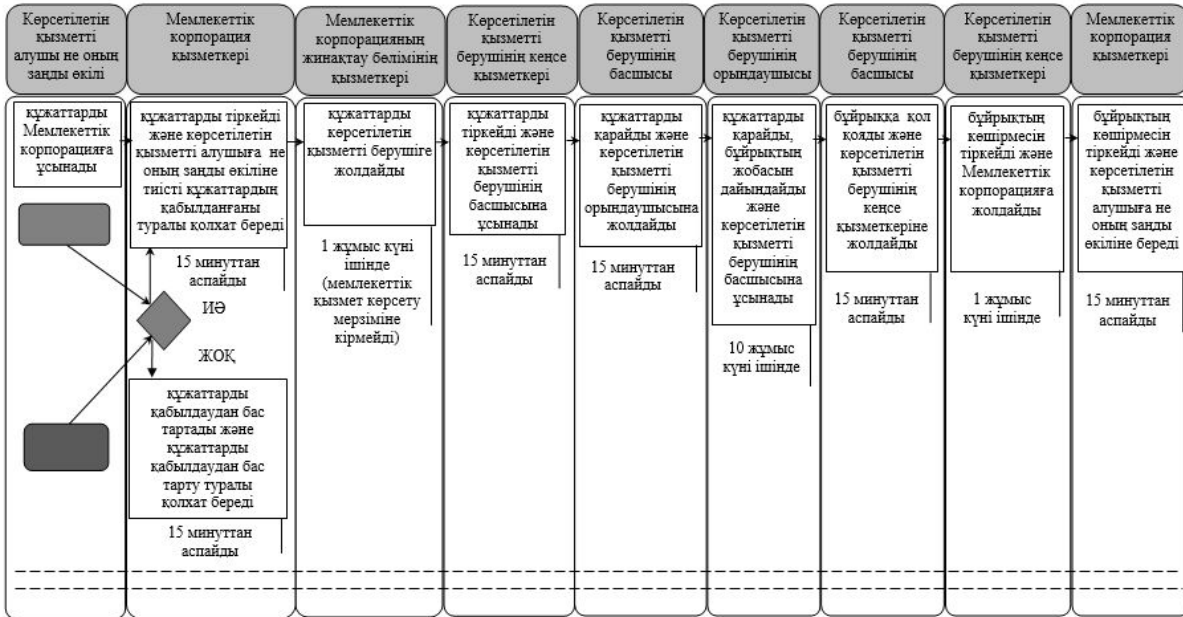 Көрсетілетін
қызметті
алушы не оның
заңды өкілі
Мемлекеттік
корпорация
қызметкері
Мемлекеттік
корпорацияның
жинақтау бөлімінің
қызметкері
Көрсетілетін
қызметті
берушінің кеңсе
қызметкері
Көрсетілетін
қызметті
берушінің
басшысы
Көрсетілетін
қызметті
берушінің
орындаушысы
Көрсетілетін
қызметті
берушінің
басшысы
Көрсетілетін
қызметті
берушінің кеңсе
қызметкері
Мемлекеттік
корпорация
қызметкері
құжаттарды
Мемлекеттік
корпорацияға
ұсынады
құжаттарды тіркейді
және көрсетілетін
қызметті алушыға не
оның заңды өкіліне
тиісті құжаттардың
қабылданғаны
туралы қолхат береді
15 минуттан
аспайды
ИӘ
ЖОҚ
құжаттарды
қабылдаудан бас
тартады және
құжаттарды
қабылдаудан бас
тарту туралы
қолхат береді
15 минуттан
аспайды
құжаттарды
көрсетілетін
қызметті берушіге
жолдайды
1 жұмыс күні
ішінде
(мемлекеттік
қызмет көрсету
мерзіміне
кірмейді)
құжаттарды
тіркейді және
көрсетілетін
қызметті
берушінің
басшысына
ұсынады
15 минуттан
аспайды
құжаттарды
қарайды және
көрсетілетін
қызметті
берушінің
орындаушысына
жолдайды
15 минуттан
аспайды
құжаттарды
қарайды,
бұйрықтың
жобасын
дайындайды
және
көрсетілетін
қызметті
берушінің
басшысына
ұсынады
10 жұмыс
күні ішінде
бұйрыққа қол
қояды және
көрсетілетін
қызметті
берушінің
кеңсе
қызметкеріне
жолдайды
15 минуттан
аспайды
бұйрықтың
көшірмесін
тіркейді және
Мемлекеттік
корпорацияға
жолдайды
1 жұмыс
күні ішінде
бұйрықтың
көшірмесін
тіркейді және
көрсетілетін
қызметті
алушыға не
оның заңды
өкіліне береді
15 минуттан
аспайды